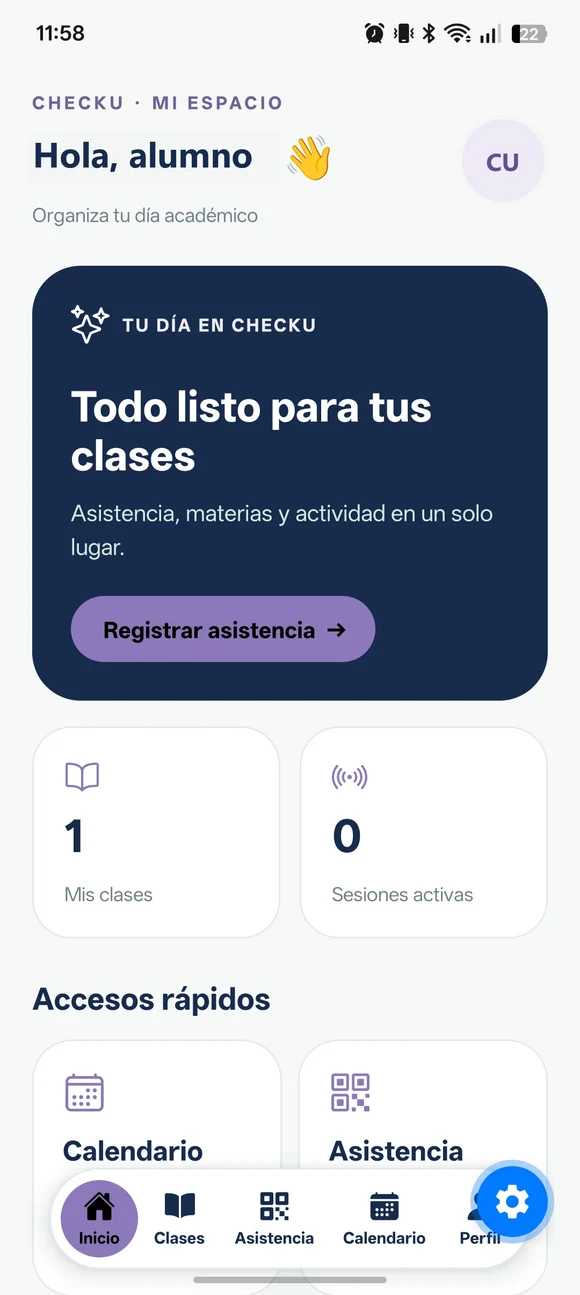 11:58
22
CHECKU · MI ESPACIO
Hola, alumno 👋
CU
Organiza tu día académico
TU DÍA EN CHECKU
Todo listo para tus
clases
Asistencia, materias y actividad en un solo
lugar.
Registrar asistencia →
1
Mis clases
0
Sesiones activas
Accesos rápidos
Calendario
Asistencia
Inicio
Clases
Asistencia
Calendario
Perfil